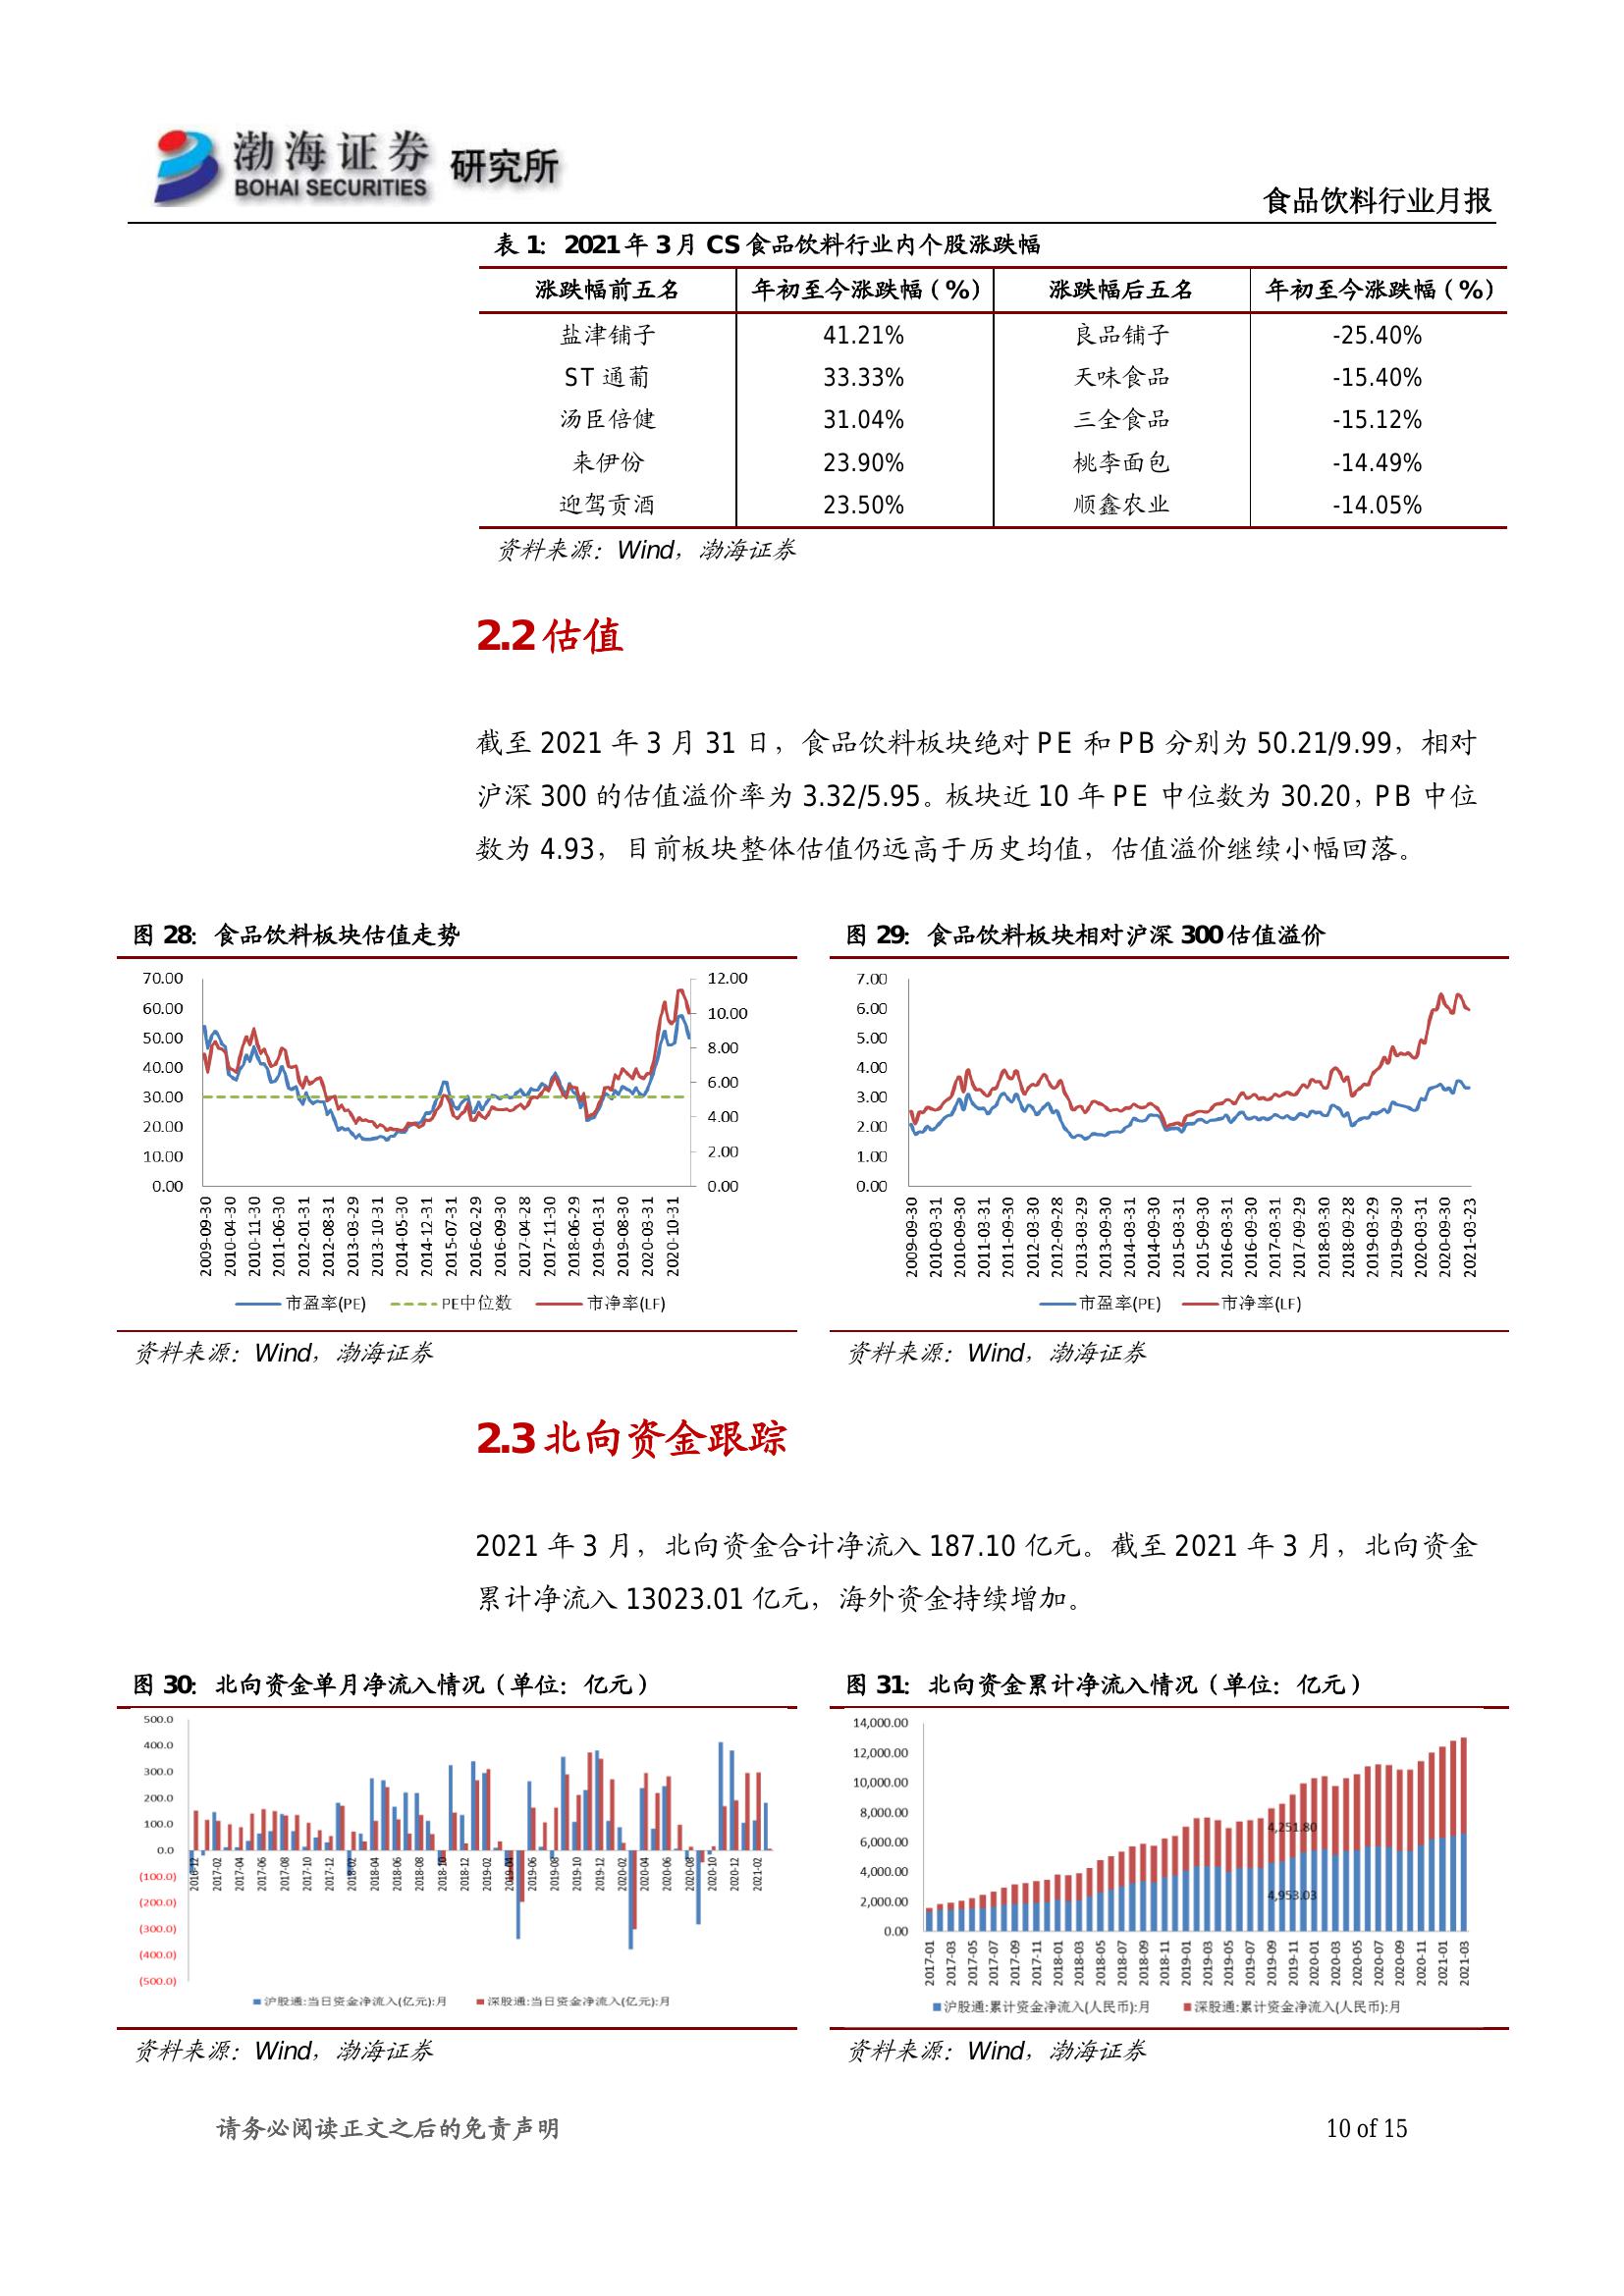 渤海证券 研究所
BOHAI SECURITIES
食品饮料行业月报
表 1：2021 年 3 月 CS 食品饮料行业内个股涨跌幅
涨跌幅前五名 年初至今涨跌幅（%） 涨跌幅后五名 年初至今涨跌幅（%）
盐津铺子 41.21% 良品铺子 -25.40%
ST 通葡 33.33% 天味食品 -15.40%
汤臣倍健 31.04% 三全食品 -15.12%
来伊份 23.90% 桃李面包 -14.49%
迎驾贡酒 23.50% 顺鑫农业 -14.05%
资料来源：Wind，渤海证券
2.2 估值
截至 2021 年 3 月 31 日，食品饮料板块绝对 PE 和 PB 分别为 50.21/9.99，相对
沪深 300 的估值溢价率为 3.32/5.95。板块近 10 年 PE 中位数为 30.20，PB 中位
数为 4.93，目前板块整体估值仍远高于历史均值，估值溢价继续小幅回落。
图 28：食品饮料板块估值走势
70.00
60.00
50.00
40.00
30.00
20.00
10.00
0.00
12.00
10.00
8.00
6.00
4.00
2.00
0.00
2009-09-30 2010-04-30 2010-11-30 2011-06-30 2012-01-31 2012-08-31 2013-03-29 2013-10-31 2014-05-30 2014-12-31 2015-07-31 2016-02-29 2016-09-30 2017-04-28 2017-11-30 2018-06-29 2019-01-31 2019-08-30 2020-03-31 2020-10-31
市盈率(PE) PE中位数 市净率(LF)
资料来源：Wind，渤海证券
图 29：食品饮料板块相对沪深 300 估值溢价
7.00
6.00
5.00
4.00
3.00
2.00
1.00
0.00
2009-09-30 2010-03-31 2010-09-30 2011-03-31 2011-09-30 2012-03-30 2012-09-28 2013-03-29 2013-09-30 2014-03-31 2014-09-30 2015-03-31 2015-09-30 2016-03-31 2016-09-30 2017-03-31 2017-09-29 2018-03-30 2018-09-28 2019-03-29 2019-09-30 2020-03-31 2020-09-30 2021-03-23
市盈率(PE) 市净率(LF)
资料来源：Wind，渤海证券
2.3 北向资金跟踪
2021 年 3 月，北向资金合计净流入 187.10 亿元。截至 2021 年 3 月，北向资金
累计净流入 13023.01 亿元，海外资金持续增加。
图 30：北向资金单月净流入情况（单位：亿元）
500.0
400.0
300.0
200.0
100.0
0.0
(100.0)
(200.0)
(300.0)
(400.0)
(500.0)
2016-12 2017-02 2017-04 2017-06 2017-08 2017-10 2017-12 2018-02 2018-04 2018-06 2018-08 2018-10 2018-12 2019-02 2019-04 2019-06 2019-08 2019-10 2019-12 2020-02 2020-04 2020-06 2020-08 2020-10 2020-12 2021-02
沪股通:当日资金净流入(亿元):月 深股通:当日资金净流入(亿元):月
资料来源：Wind，渤海证券
图 31：北向资金累计净流入情况（单位：亿元）
14,000.00
12,000.00
10,000.00
8,000.00
6,000.00
4,000.00
2,000.00
0.00
4,251.80
4,953.03
2017-01 2017-03 2017-05 2017-07 2017-09 2017-11 2018-01 2018-03 2018-05 2018-07 2018-09 2018-11 2019-01 2019-03 2019-05 2019-07 2019-09 2019-11 2020-01 2020-03 2020-05 2020-07 2020-09 2020-11 2021-01 2021-03
沪股通:累计资金净流入(人民币):月 深股通:累计资金净流入(人民币):月
资料来源：Wind，渤海证券
请务必阅读正文之后的免责声明
10 of 15